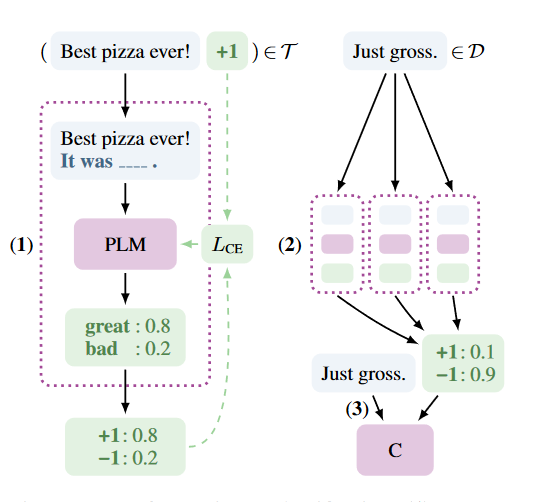 ( Best pizza ever! +1 ) ∈ 𝒯
Best pizza ever!
It was ____ .
(1)
PLM
L_CE
great : 0.8
bad : 0.2
+1: 0.8
−1: 0.2
Just gross. ∈ 𝒟
(2)
+1: 0.1
−1: 0.9
Just gross.
(3)
C